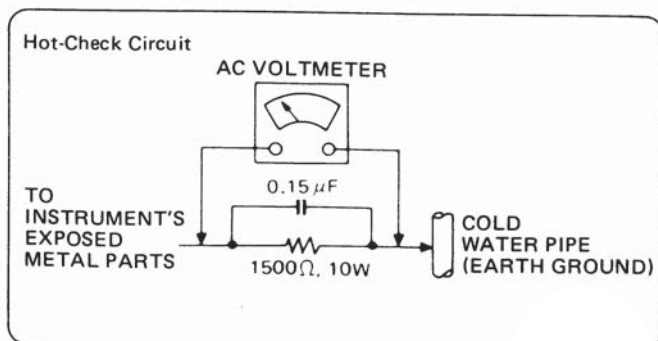 Hot-Check Circuit
AC VOLTMETER
0.15 μF
TO
INSTRUMENT'S
EXPOSED
METAL PARTS
1500Ω, 10W
COLD
WATER PIPE
(EARTH GROUND)